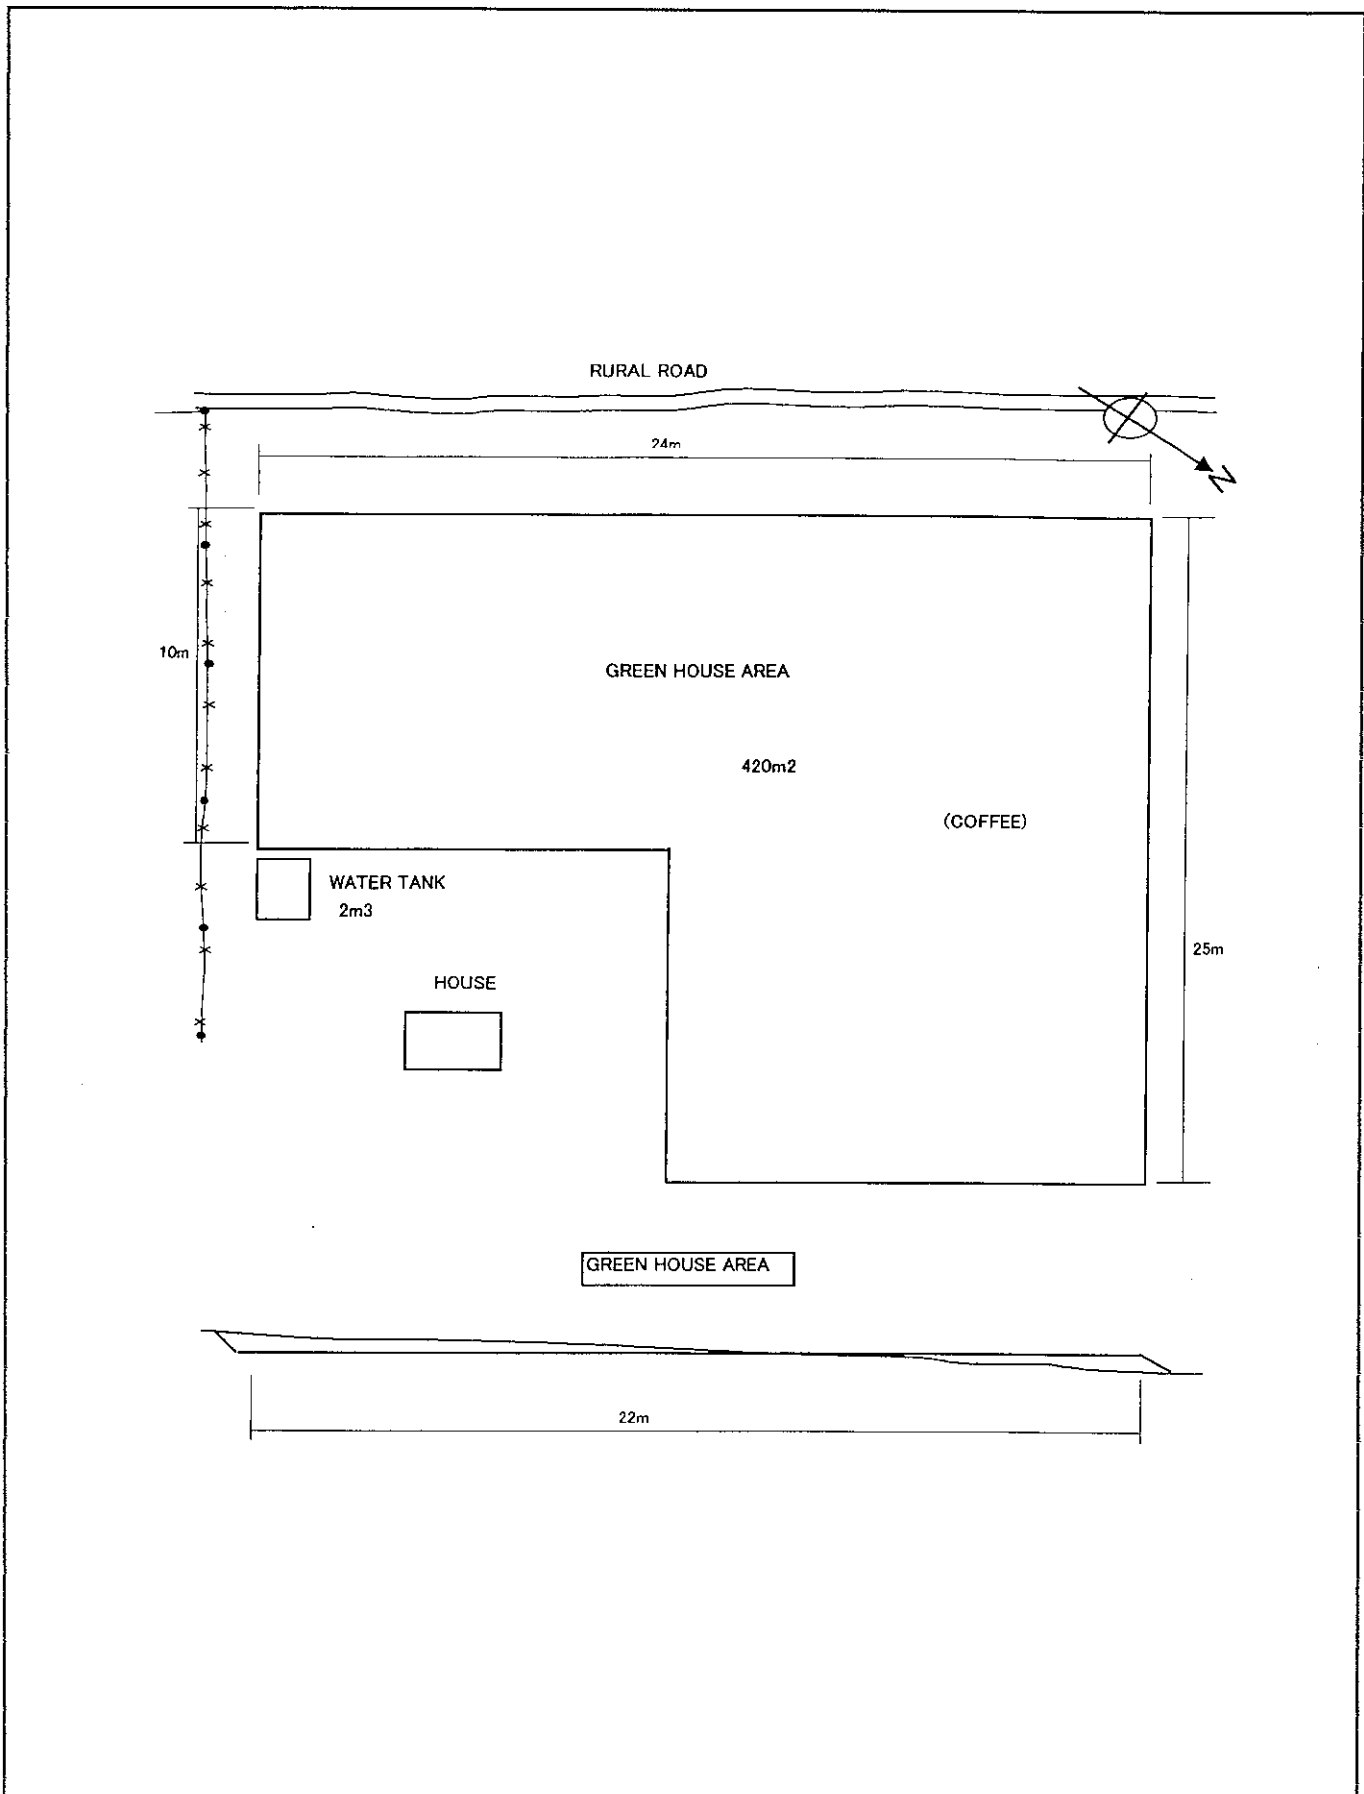 RURAL ROAD
24m
N
10m
GREEN HOUSE AREA
420m2
(COFFEE)
WATER TANK
2m3
25m
HOUSE
GREEN HOUSE AREA
22m